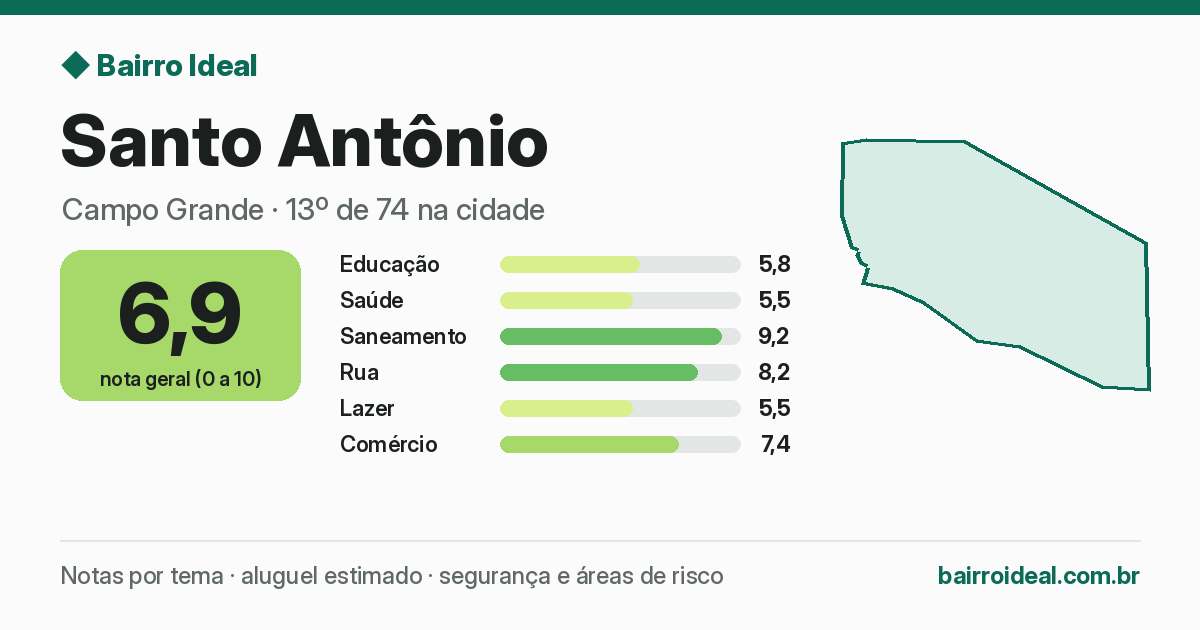 Bairro Ideal
Santo Antônio
Campo Grande · 13º de 74 na cidade
6,9
nota geral (0 a 10)
Educação 5,8
Saúde 5,5
Saneamento 9,2
Rua 8,2
Lazer 5,5
Comércio 7,4
Notas por tema · aluguel estimado · segurança e áreas de risco
bairroideal.com.br